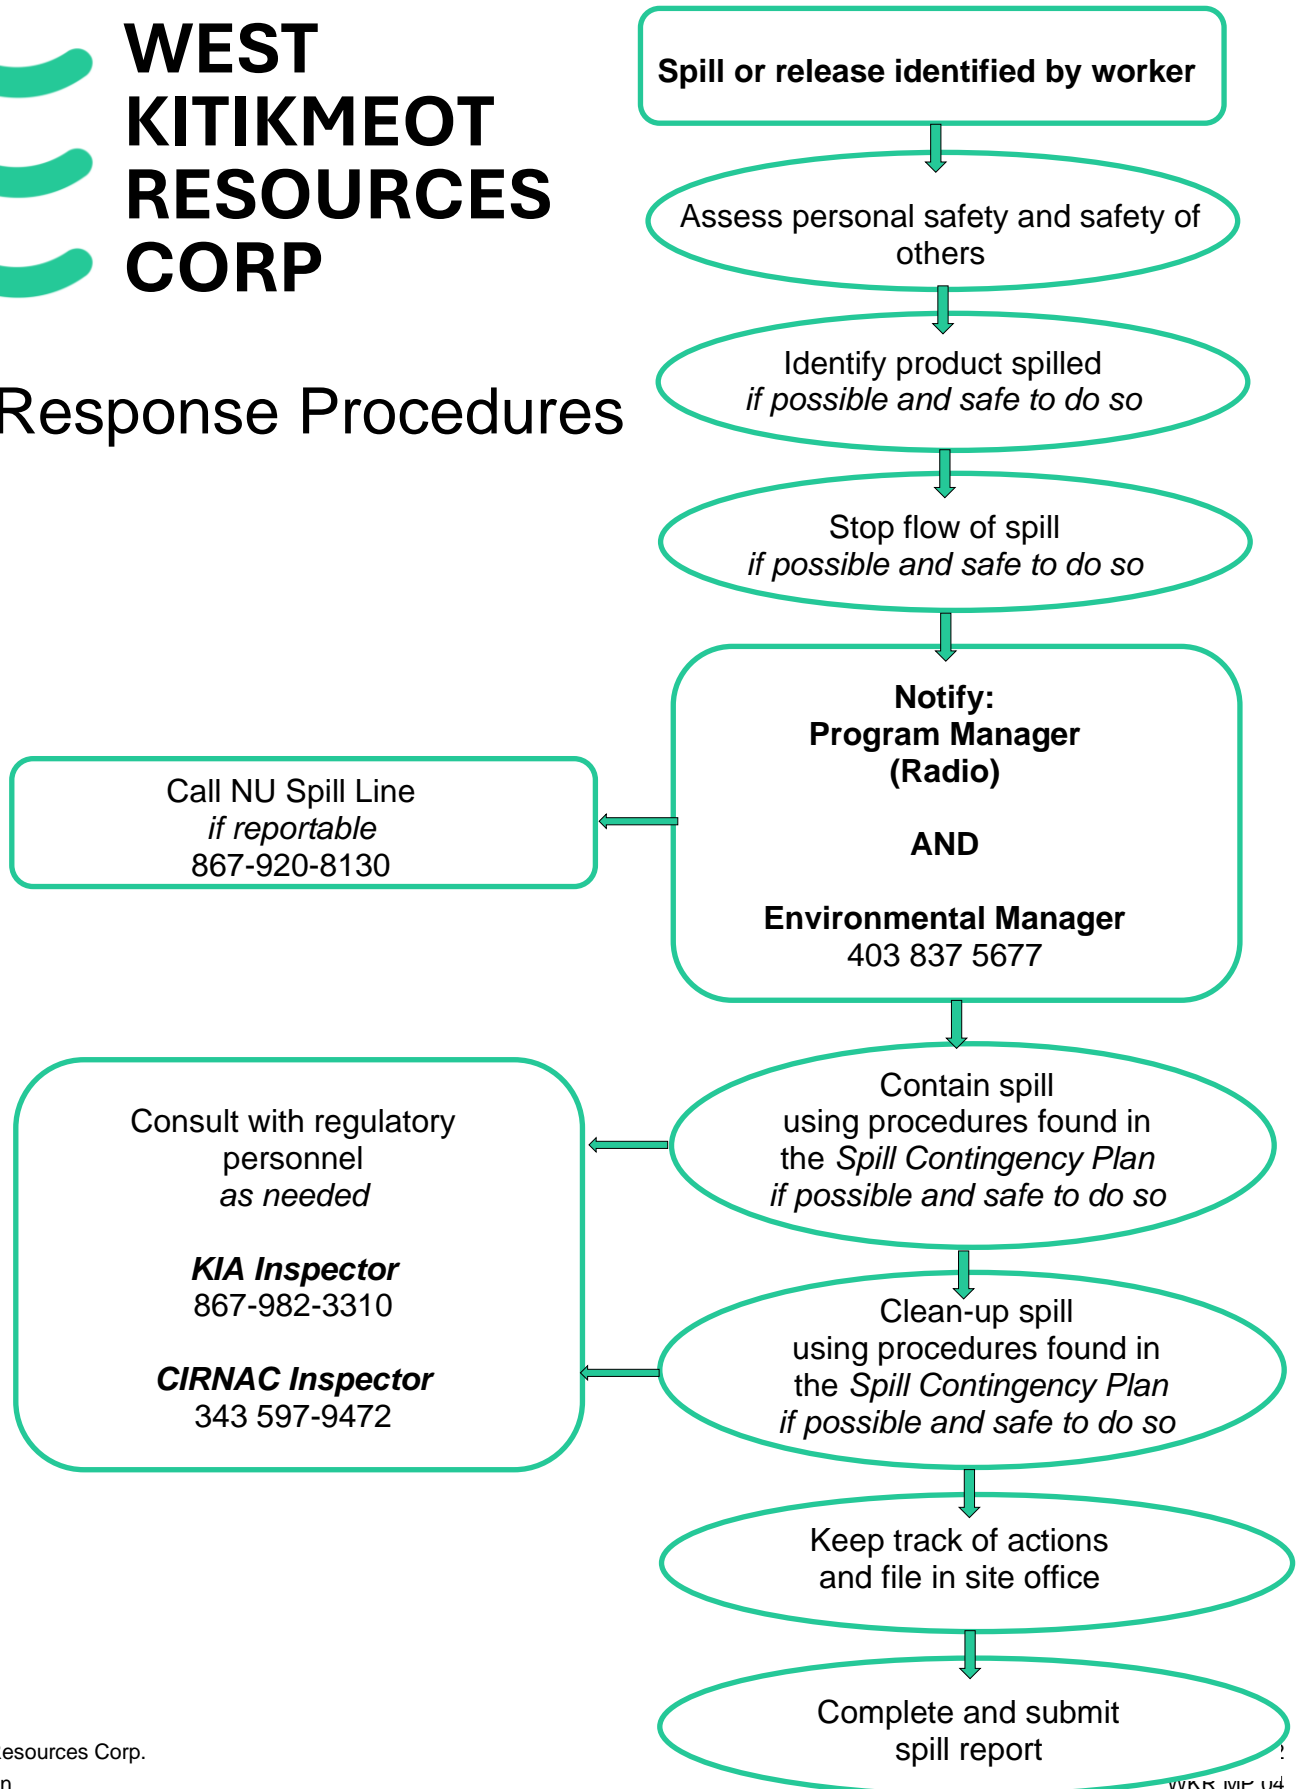 WEST
KITIKMEOT
RESOURCES
CORP
Response Procedures
Spill or release identified by worker
Assess personal safety and safety of
others
Identify product spilled
if possible and safe to do so
Stop flow of spill
if possible and safe to do so
Notify:
Program Manager
(Radio)
AND
Environmental Manager
403 837 5677
Call NU Spill Line
if reportable
867-920-8130
Contain spill
using procedures found in
the Spill Contingency Plan
if possible and safe to do so
Consult with regulatory
personnel
as needed
KIA Inspector
867-982-3310
CIRNAC Inspector
343 597-9472
Clean-up spill
using procedures found in
the Spill Contingency Plan
if possible and safe to do so
Keep track of actions
and file in site office
Complete and submit
spill report
esources Corp.
n
WKR MP 04